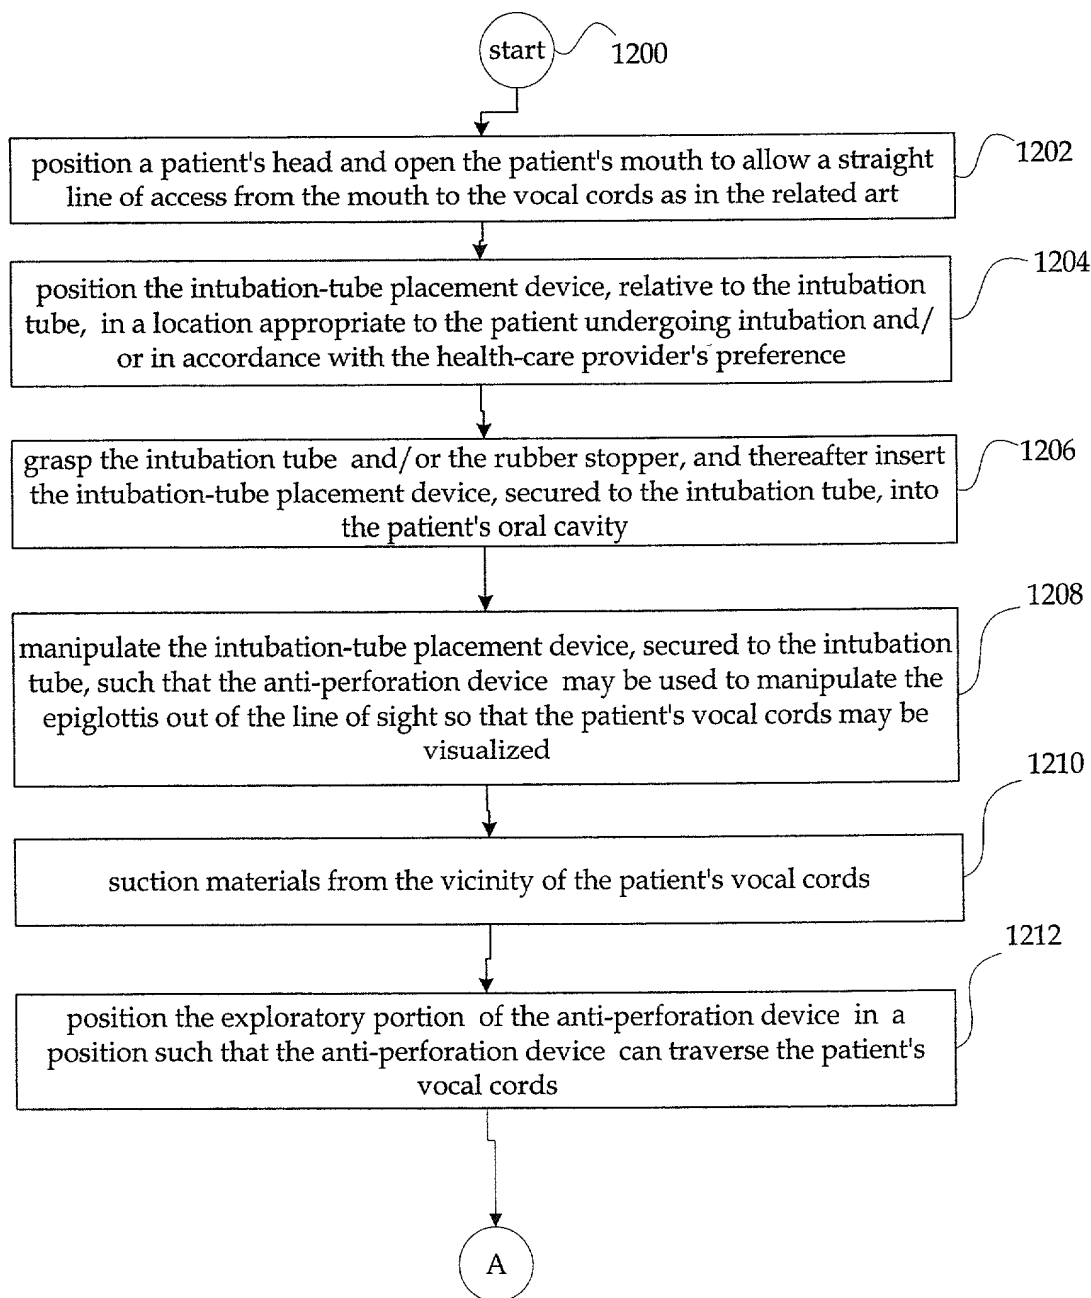 start
1200
position a patient's head and open the patient's mouth to allow a straight
line of access from the mouth to the vocal cords as in the related art
1202
position the intubation-tube placement device, relative to the intubation
tube, in a location appropriate to the patient undergoing intubation and/
or in accordance with the health-care provider's preference
1204
grasp the intubation tube and/or the rubber stopper, and thereafter insert
the intubation-tube placement device, secured to the intubation tube, into
the patient's oral cavity
1206
manipulate the intubation-tube placement device, secured to the intubation
tube, such that the anti-perforation device may be used to manipulate the
epiglottis out of the line of sight so that the patient's vocal cords may be
visualized
1208
suction materials from the vicinity of the patient's vocal cords
1210
position the exploratory portion of the anti-perforation device in a
position such that the anti-perforation device can traverse the patient's
vocal cords
1212
A